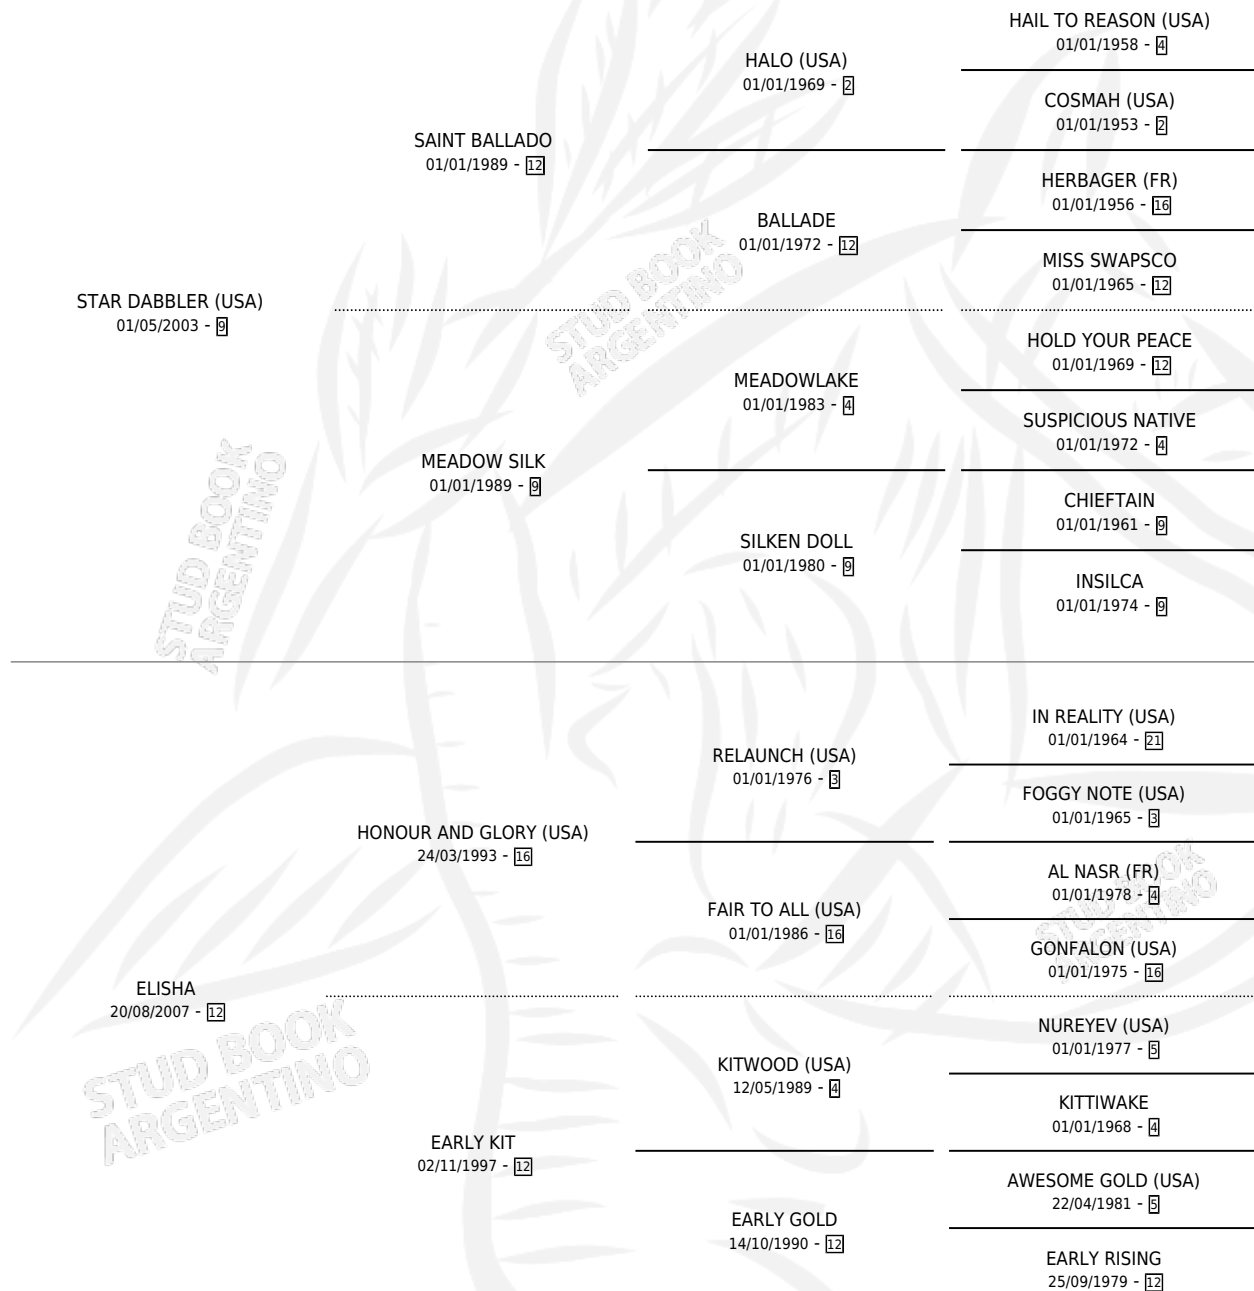 HAIL TO REASON (USA)
01/01/1958 - 4
HALO (USA)
01/01/1969 - 2
COSMAH (USA)
01/01/1953 - 2
SAINT BALLADO
01/01/1989 - 12
HERBAGER (FR)
01/01/1956 - 16
BALLADE
01/01/1972 - 12
MISS SWAPSCO
01/01/1965 - 12
STAR DABBLER (USA)
01/05/2003 - 9
HOLD YOUR PEACE
01/01/1969 - 12
MEADOWLAKE
01/01/1983 - 4
SUSPICIOUS NATIVE
01/01/1972 - 4
MEADOW SILK
01/01/1989 - 9
CHIEFTAIN
01/01/1961 - 9
SILKEN DOLL
01/01/1980 - 9
INSILCA
01/01/1974 - 9
STUD BOOK
ARGENTINO
STUD BOOK
ARGENTINO
IN REALITY (USA)
01/01/1964 - 21
RELAUNCH (USA)
01/01/1976 - 3
FOGGY NOTE (USA)
01/01/1965 - 3
HONOUR AND GLORY (USA)
24/03/1993 - 16
AL NASR (FR)
01/01/1978 - 4
FAIR TO ALL (USA)
01/01/1986 - 16
GONFALON (USA)
01/01/1975 - 16
ELISHA
20/08/2007 - 12
NUREYEV (USA)
01/01/1977 - 5
KITWOOD (USA)
12/05/1989 - 4
KITTIWAKE
01/01/1968 - 4
EARLY KIT
02/11/1997 - 12
AWESOME GOLD (USA)
22/04/1981 - 5
EARLY GOLD
14/10/1990 - 12
EARLY RISING
25/09/1979 - 12
STUD BOOK
ARGENTINO
STUD BOOK
ARGENTINO